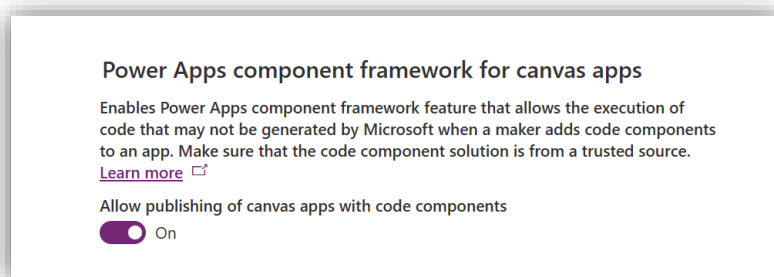 Power Apps component framework for canvas apps
Enables Power Apps component framework feature that allows the execution of
code that may not be generated by Microsoft when a maker adds code components
to an app. Make sure that the code component solution is from a trusted source.
Learn more
Allow publishing of canvas apps with code components
On